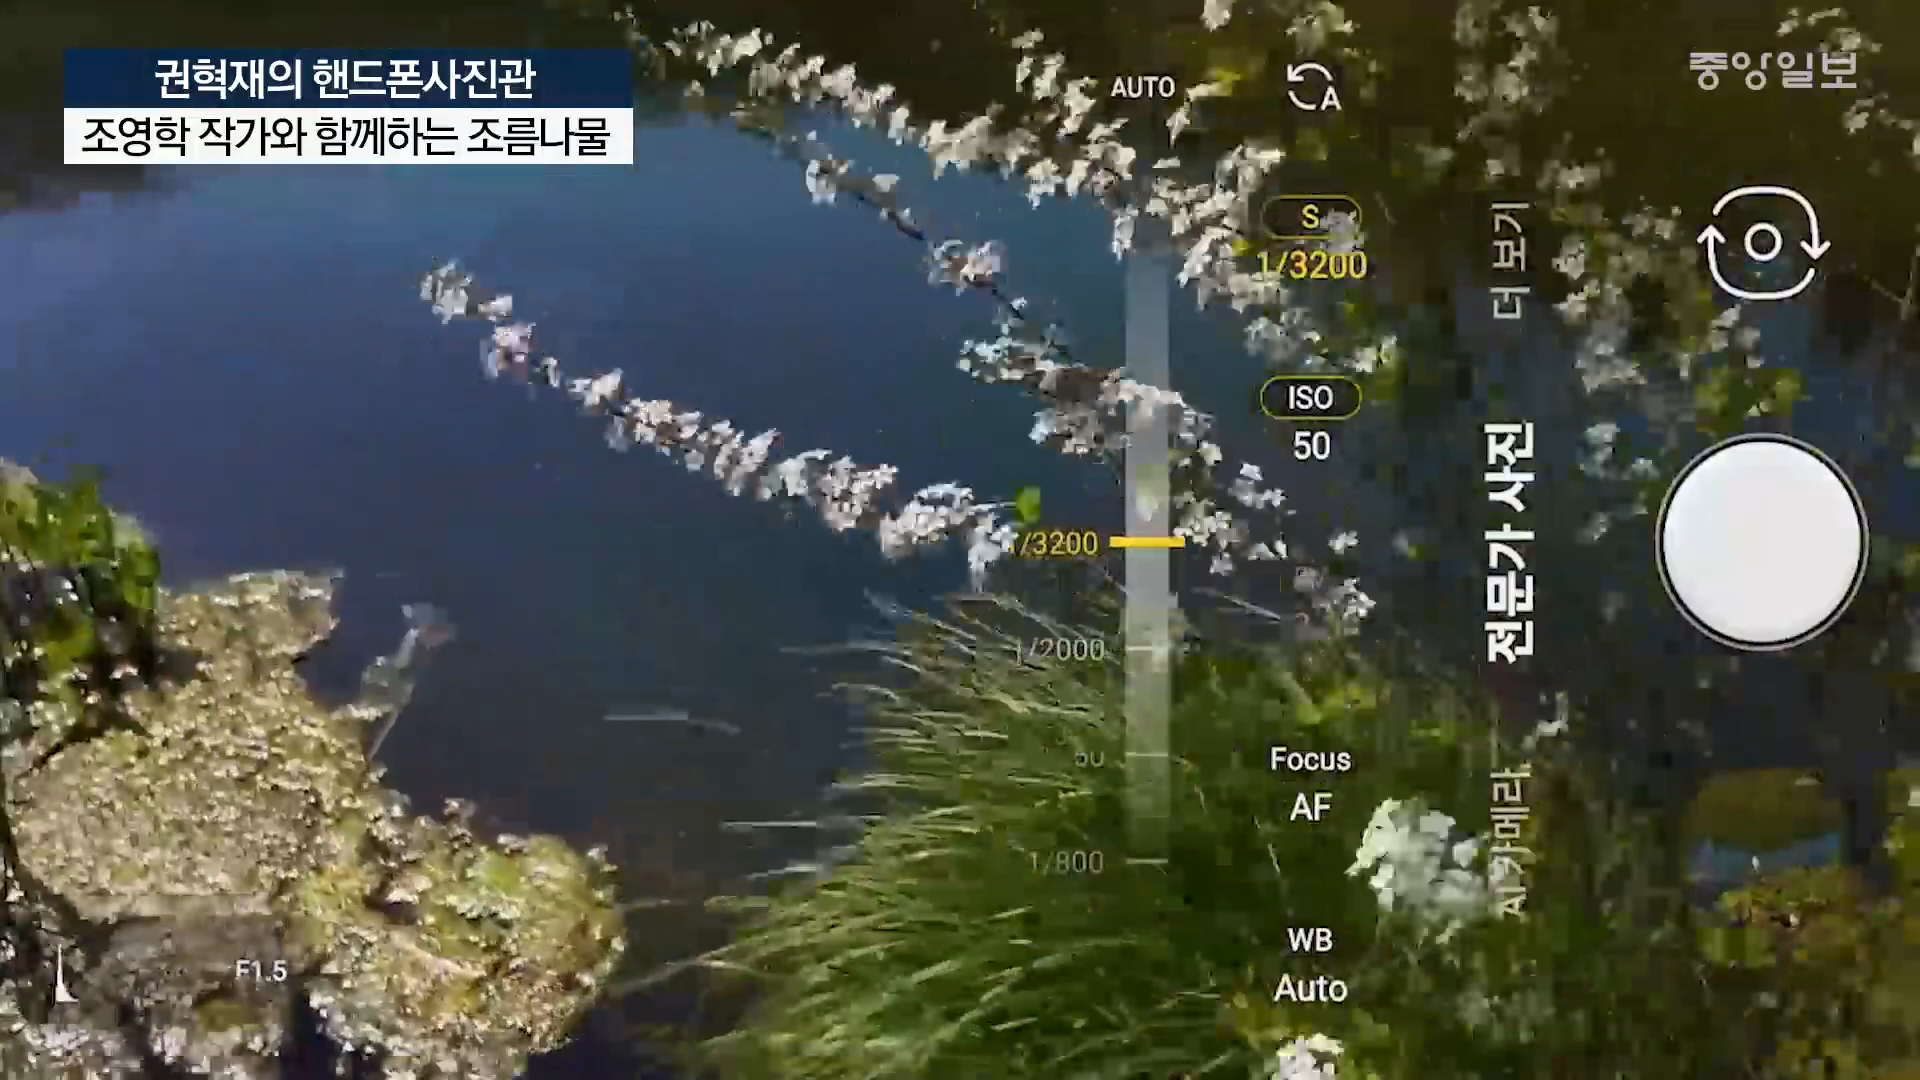 권혁재의 핸드폰사진관
조영학 작가와 함께하는 조름나물
중앙일보
AUTO
A
S
1/3200
ISO
50
1/3200
1/2000
1/800
Focus
AF
WB
Auto
F1.5
더 보기
전문가 사진
AI 카메라